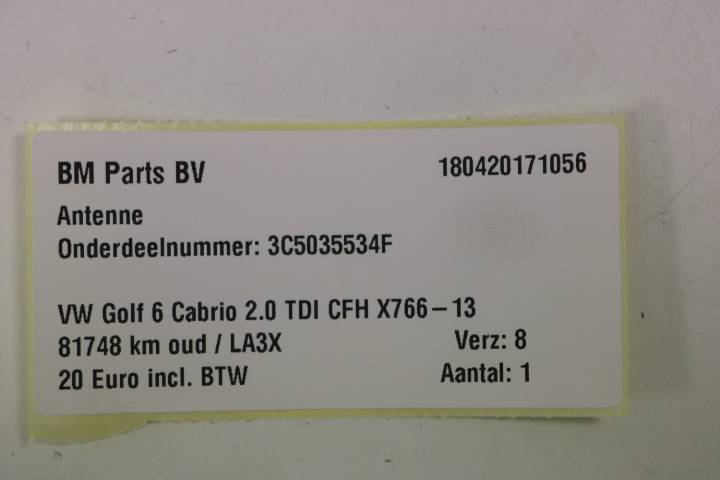 BM Parts BV 180420171056
Antenne
Onderdeelnummer: 3C5035534F
VW Golf 6 Cabrio 2.0 TDI CFH X766-13
81748 km oud / LA3X Verz: 8
20 Euro incl. BTW Aantal: 1